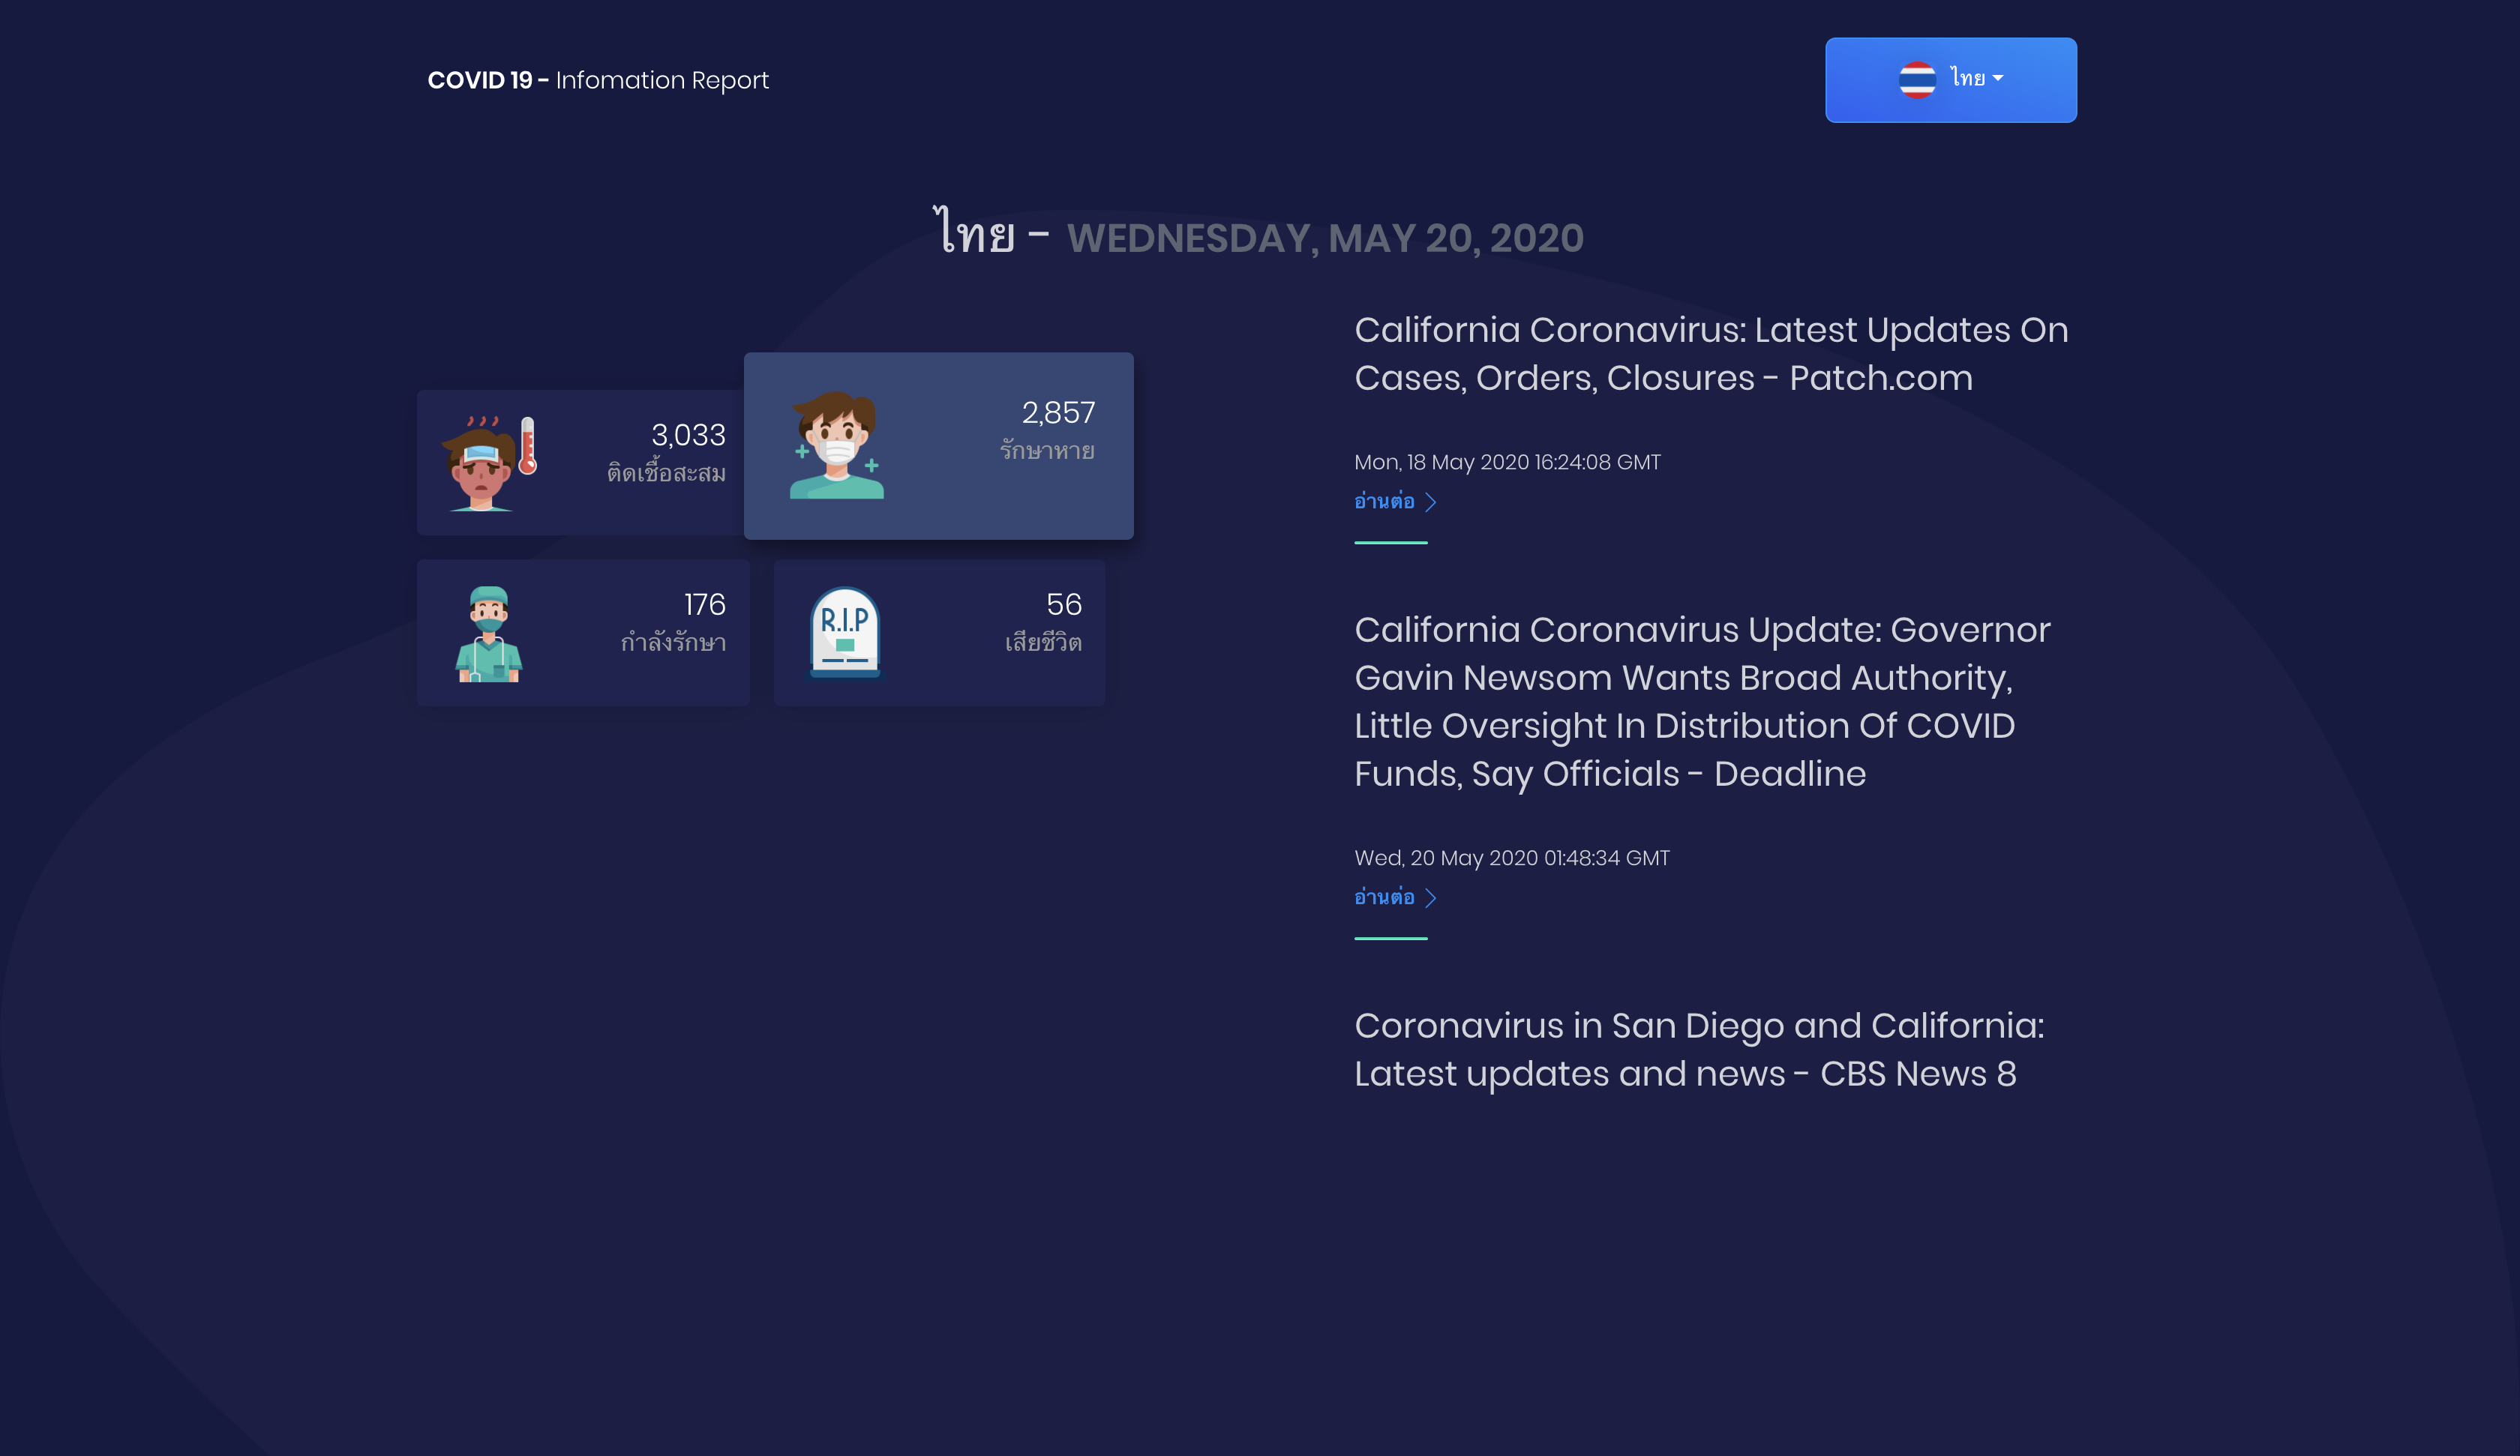 COVID 19 - Infomation Report
ไทย
ไทย - WEDNESDAY, MAY 20, 2020
3,033
ติดเชื้อสะสม
2,857
รักษาหาย
176
กำลังรักษา
R.I.P
56
เสียชีวิต
California Coronavirus: Latest Updates On
Cases, Orders, Closures - Patch.com
Mon, 18 May 2020 16:24:08 GMT
อ่านต่อ
California Coronavirus Update: Governor
Gavin Newsom Wants Broad Authority,
Little Oversight In Distribution Of COVID
Funds, Say Officials - Deadline
Wed, 20 May 2020 01:48:34 GMT
อ่านต่อ
Coronavirus in San Diego and California:
Latest updates and news - CBS News 8